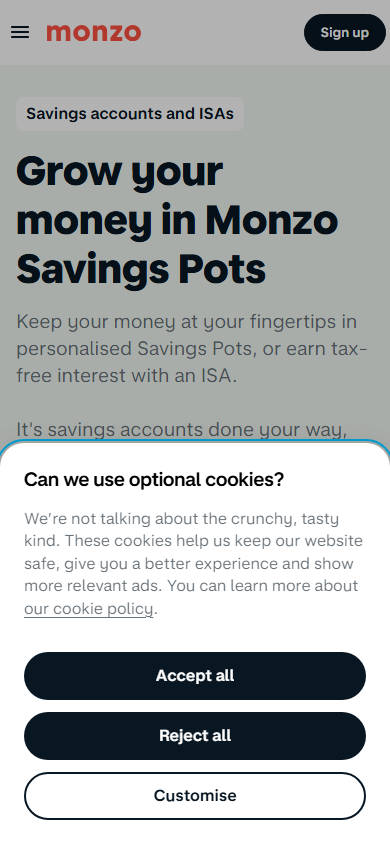 monzo
Sign up
Savings accounts and ISAs
Grow your
money in Monzo
Savings Pots
Keep your money at your fingertips in
personalised Savings Pots, or earn tax-
free interest with an ISA.
It's savings accounts done your way,
Can we use optional cookies?
We’re not talking about the crunchy, tasty
kind. These cookies help us keep our website
safe, give you a better experience and show
more relevant ads. You can learn more about
our cookie policy.
Accept all
Reject all
Customise